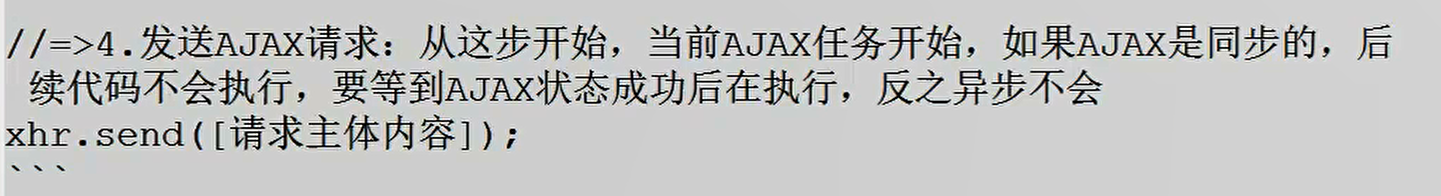 //=>4.发送AJAX请求：从这步开始，当前AJAX任务开始，如果AJAX是同步的，后
续代码不会执行，要等到AJAX状态成功后在执行，反之异步不会
xhr.send([请求主体内容]);
```